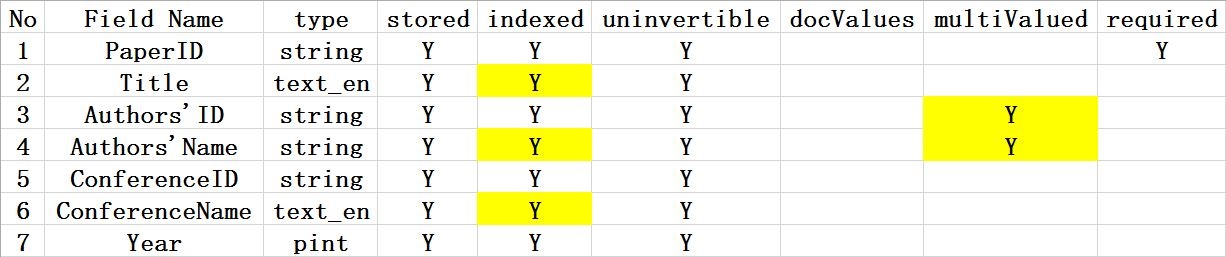 No Field Name type stored indexed uninvertible docValues multiValued required
1 PaperID string Y Y Y Y
2 Title text_en Y Y Y
3 Authors'ID string Y Y Y Y
4 Authors'Name string Y Y Y Y
5 ConferenceID string Y Y Y
6 ConferenceName text_en Y Y Y
7 Year pint Y Y Y